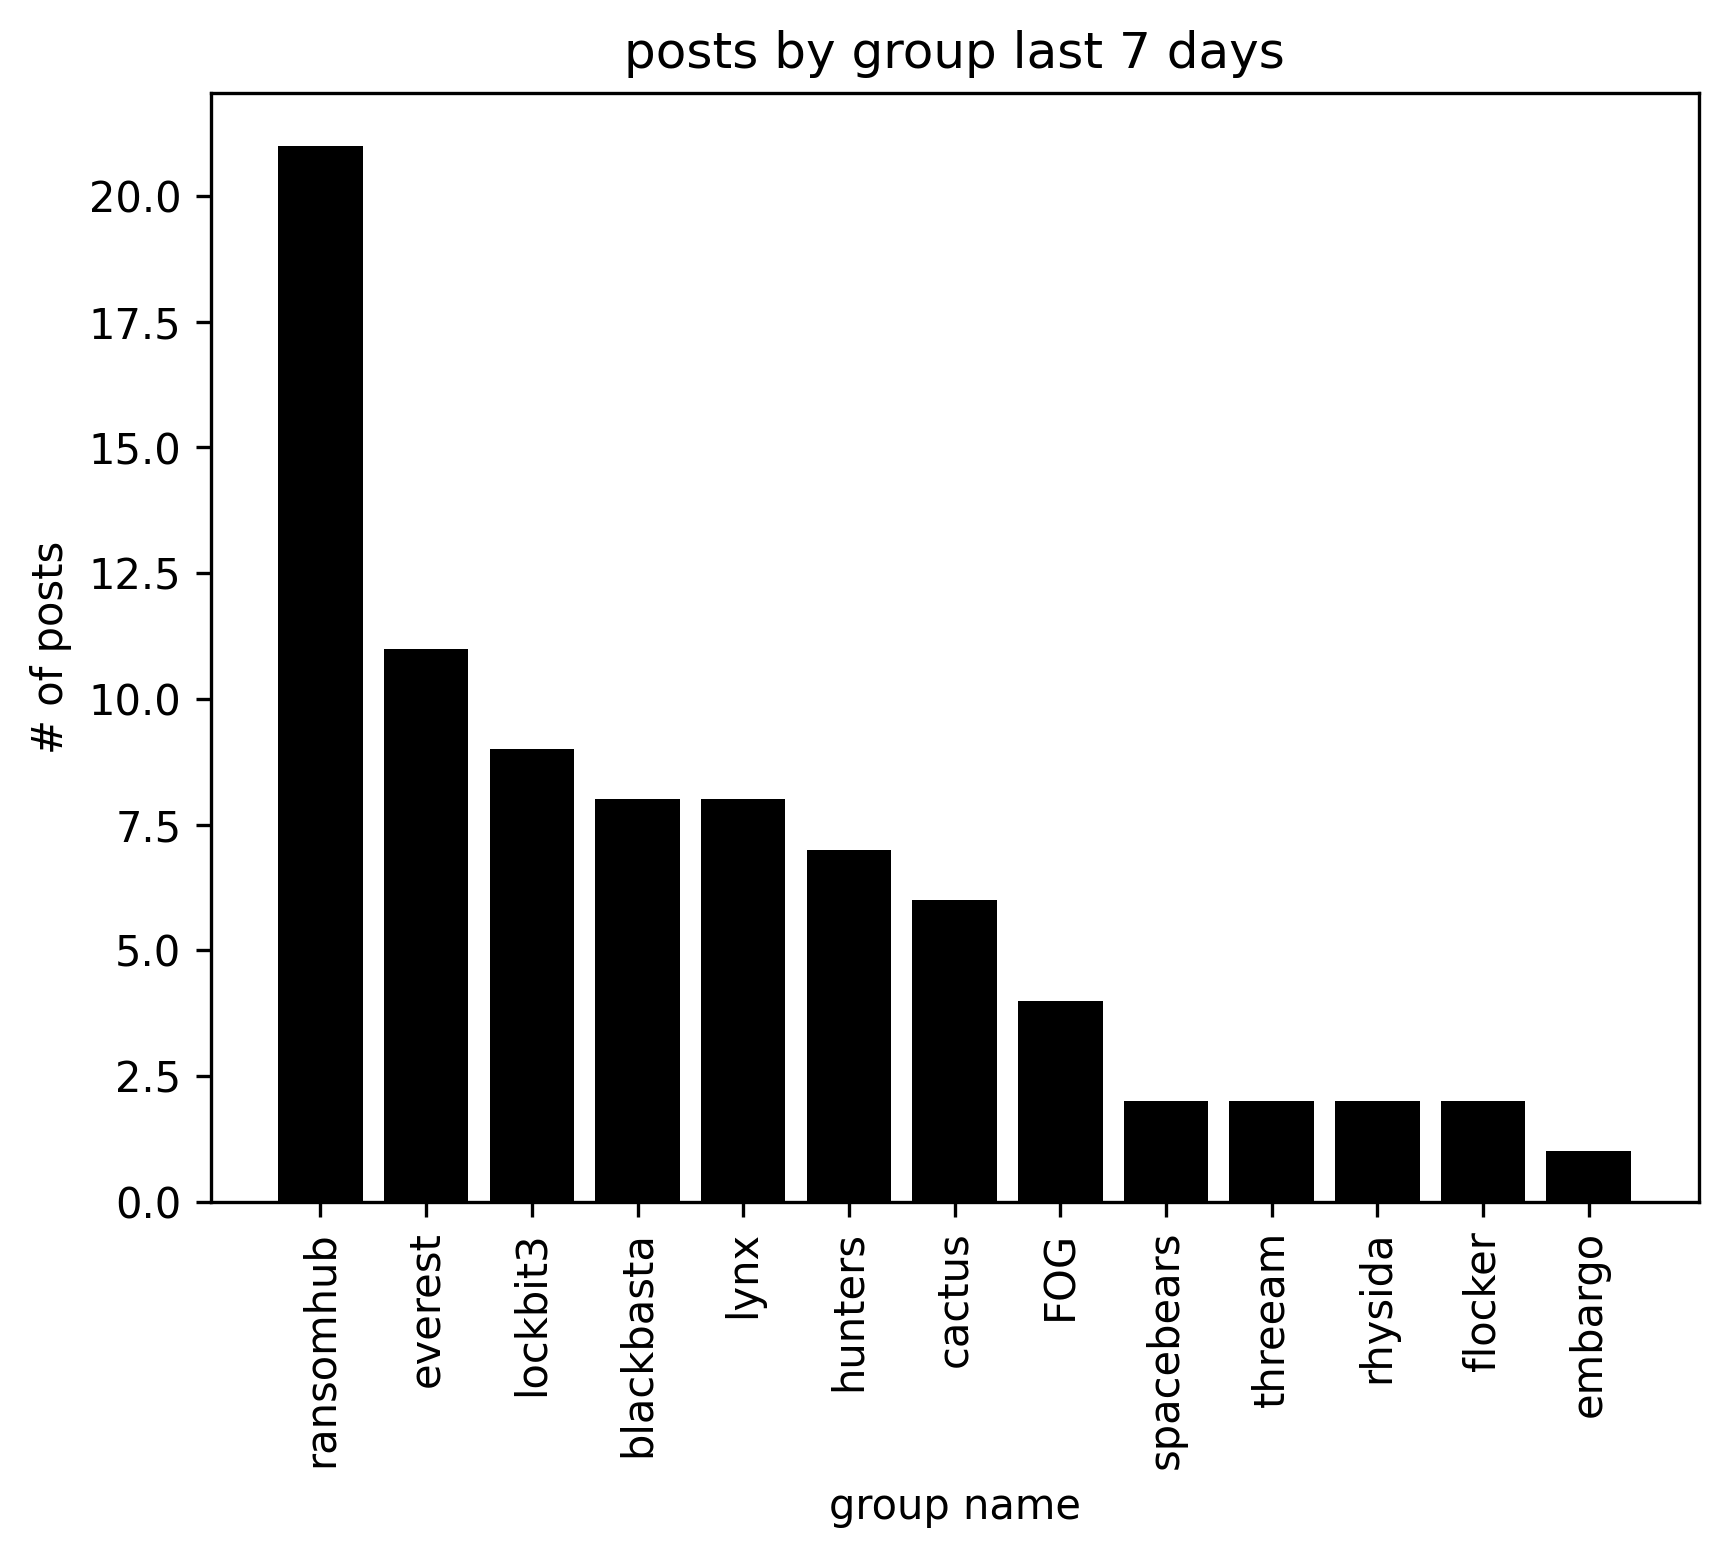 posts by group last 7 days
# of posts
20.0
17.5
15.0
12.5
10.0
7.5
5.0
2.5
0.0
ransomhub
everest
lockbit3
blackbasta
lynx
hunters
cactus
FOG
spacebears
threeam
rhysida
flocker
embargo
group name